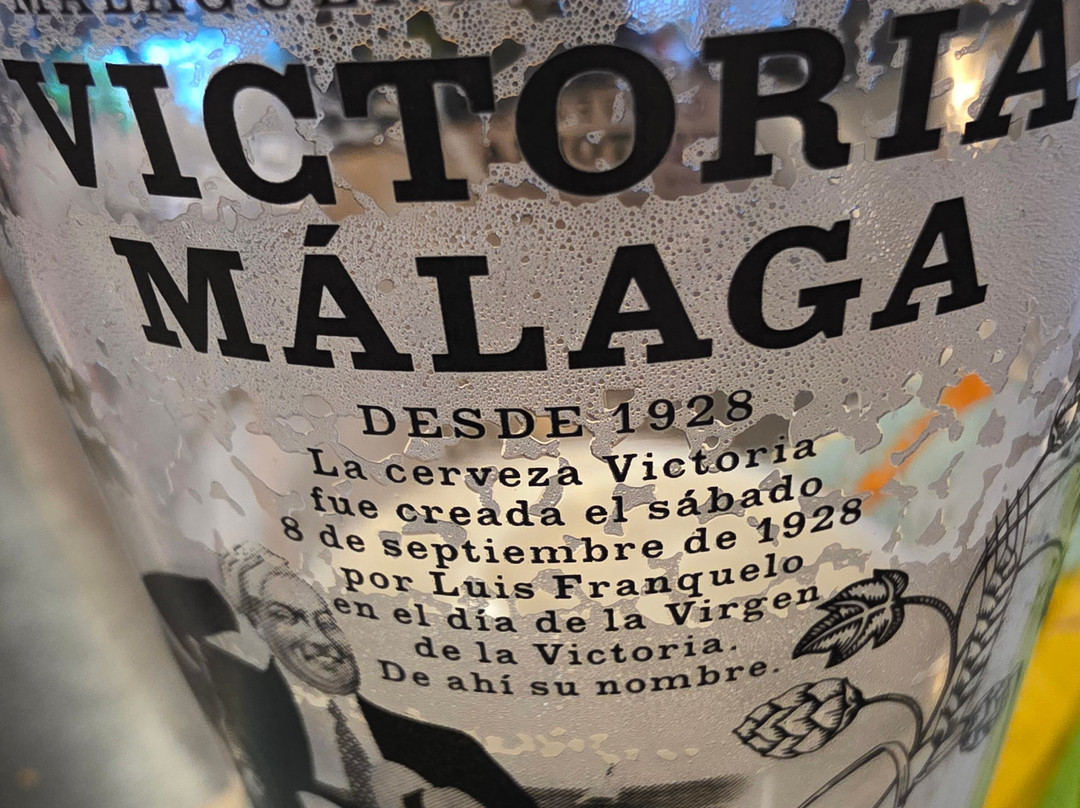 VICTORIA
MÁLAGA
DESDE 1928
La cerveza Victoria
fue creada el sábado
8 de septiembre de 1928
por Luis Franquelo
en el día de la Virgen
de la Victoria.
De ahí su nombre.